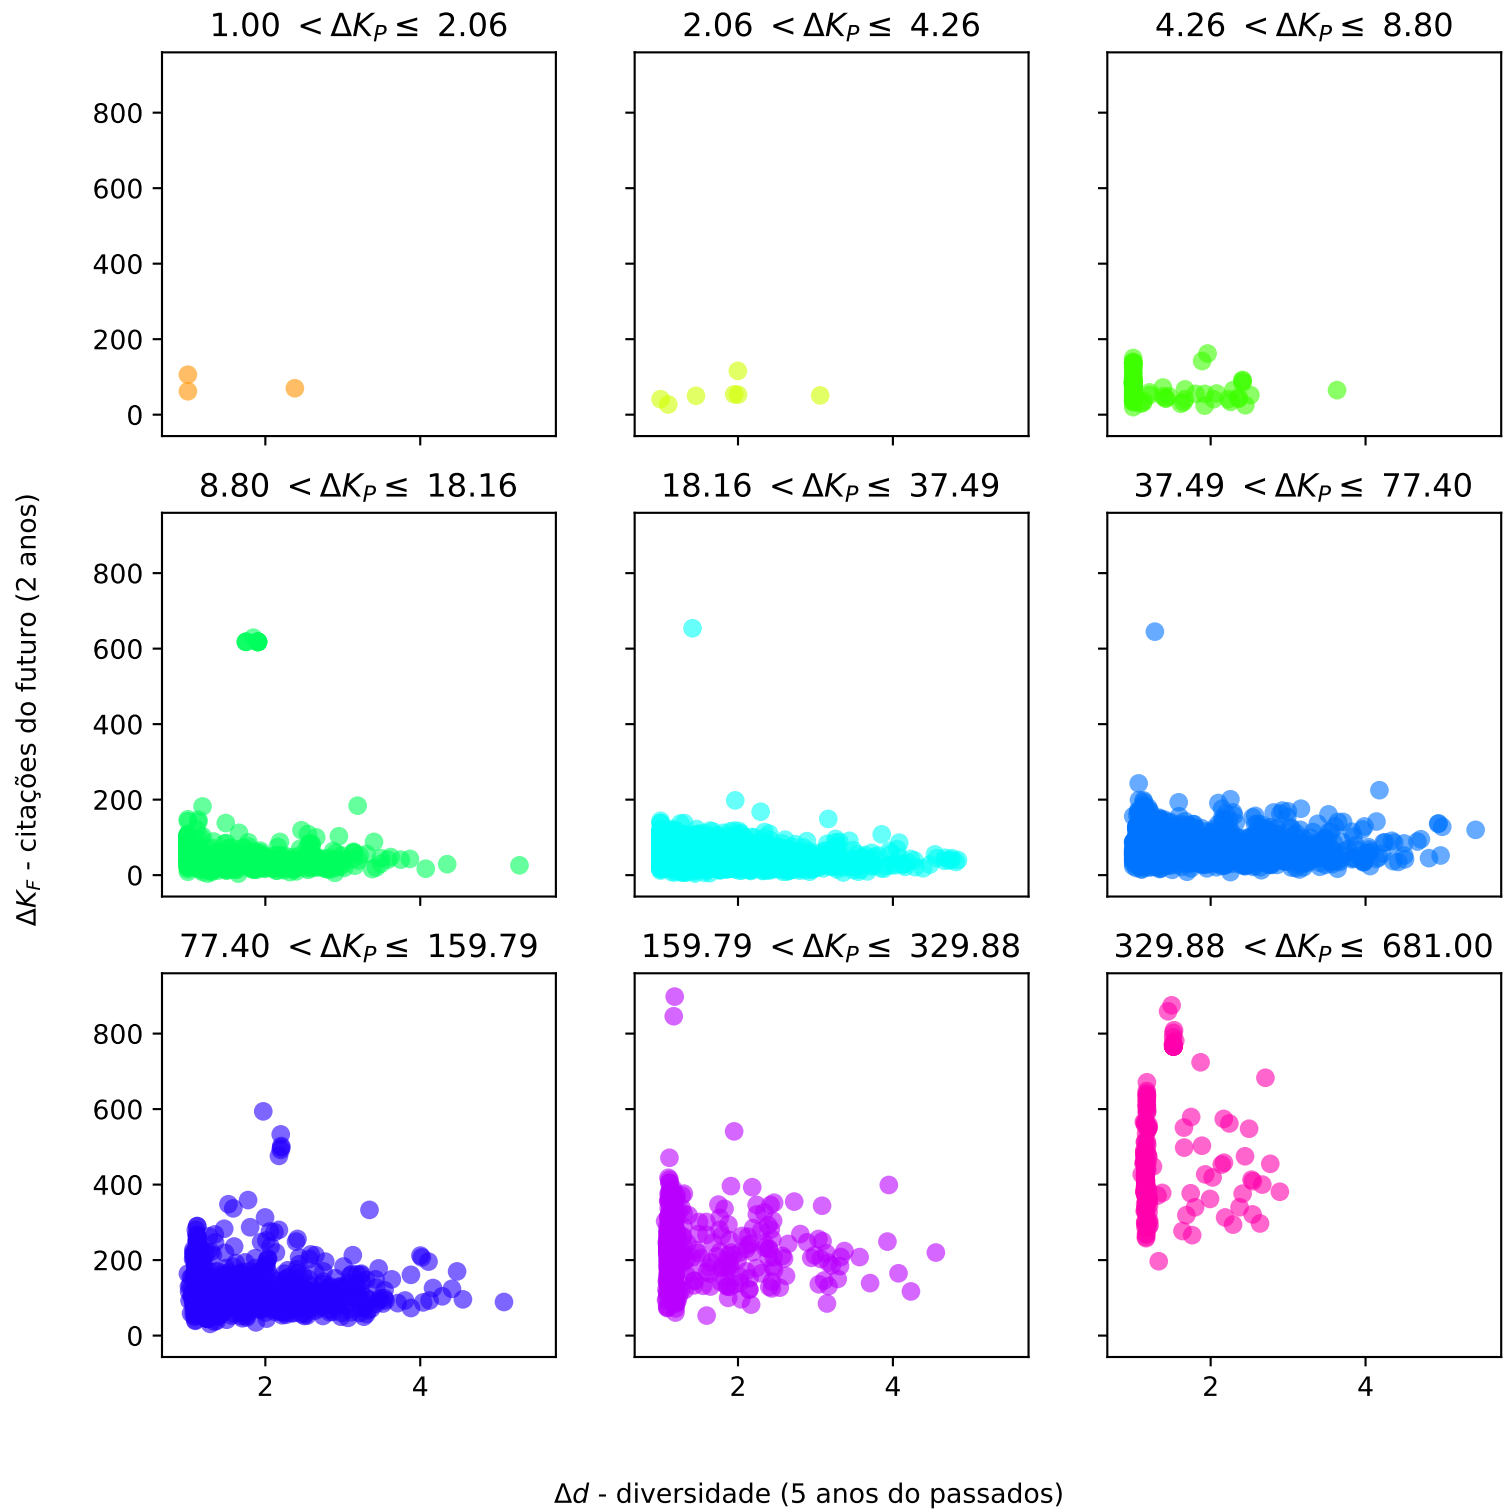 1.00 < ΔK_P ≤ 2.06
2.06 < ΔK_P ≤ 4.26
4.26 < ΔK_P ≤ 8.80
800
600
400
200
0
8.80 < ΔK_P ≤ 18.16
18.16 < ΔK_P ≤ 37.49
37.49 < ΔK_P ≤ 77.40
800
600
400
200
0
ΔK_F - citações do futuro (2 anos)
77.40 < ΔK_P ≤ 159.79
159.79 < ΔK_P ≤ 329.88
329.88 < ΔK_P ≤ 681.00
800
600
400
200
0
2 4
2 4
2 4
Δd - diversidade (5 anos do passados)